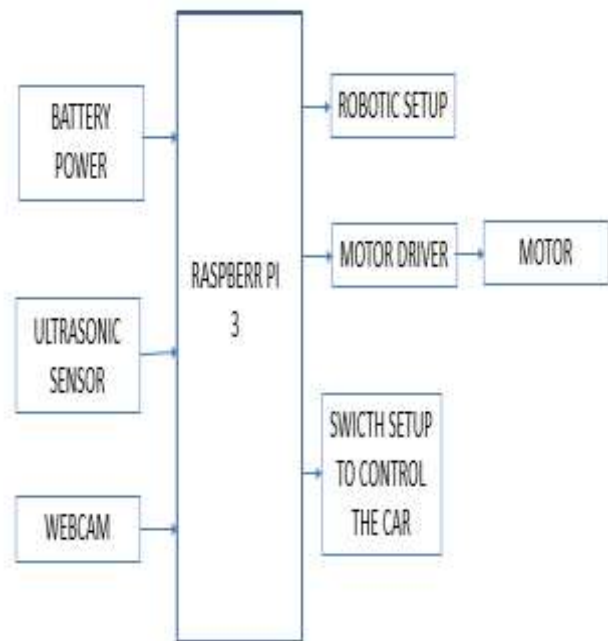 BATTERY
POWER
ULTRASONIC
SENSOR
WEBCAM
RASPBERR PI
3
ROBOTIC SETUP
MOTOR DRIVER
MOTOR
SWICTH SETUP
TO CONTROL
THE CAR